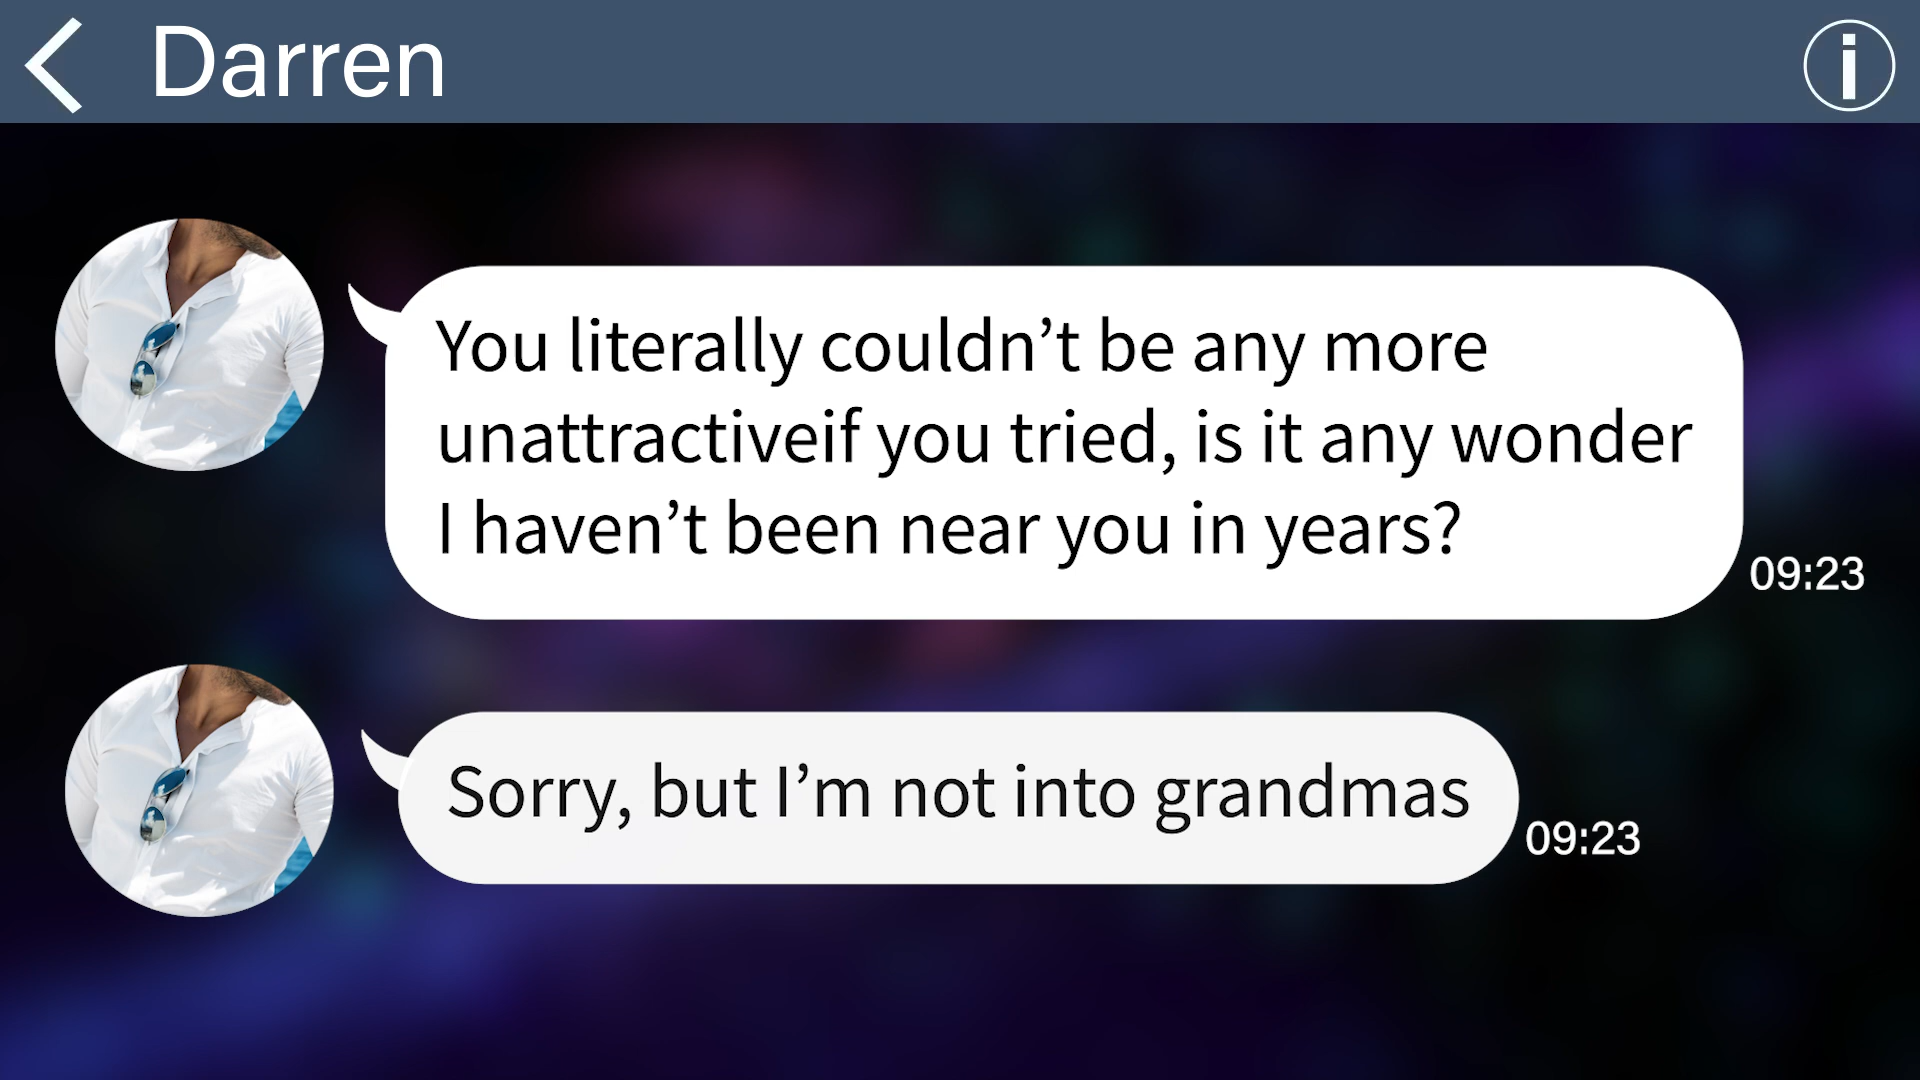 Darren
i
You literally couldn’t be any more
unattractiveif you tried, is it any wonder
I haven’t been near you in years?
09:23
Sorry, but I’m not into grandmas
09:23